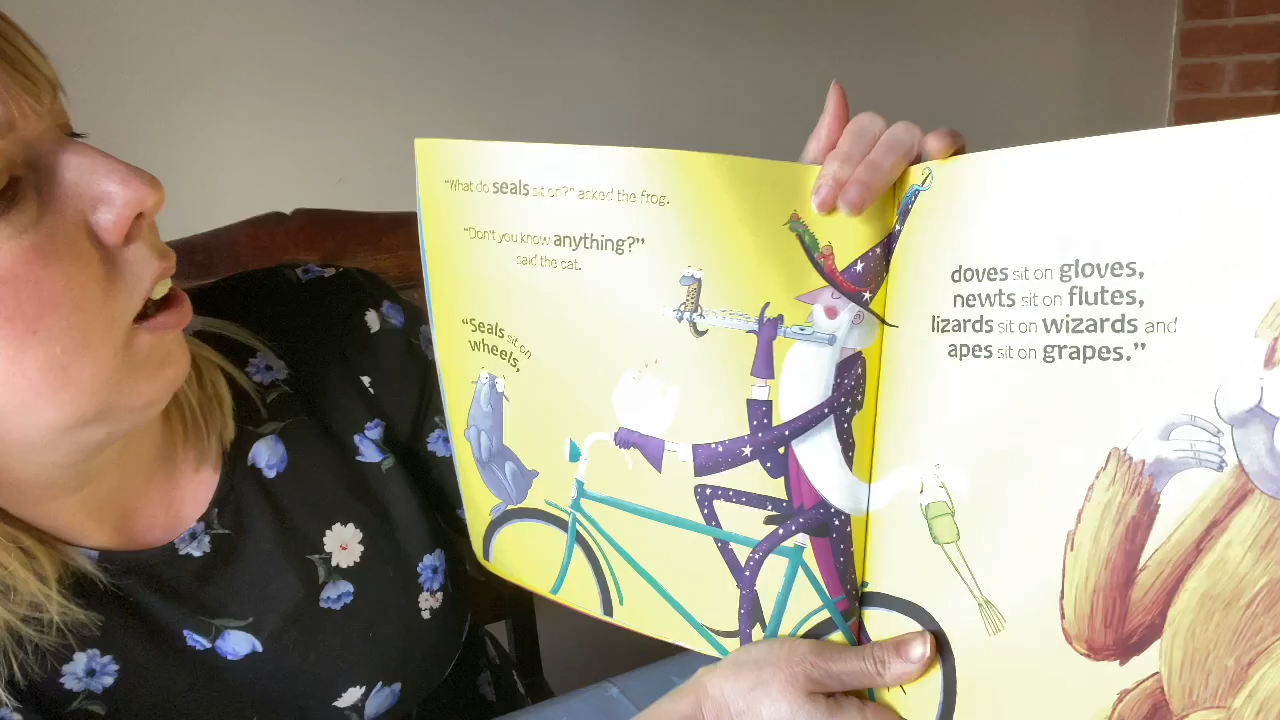 "What do seals sit on?" asked the frog.
"Don't you know anything?"
said the cat.
"Seals sit on
wheels,
doves sit on gloves,
newts sit on flutes,
lizards sit on wizards and
apes sit on grapes."